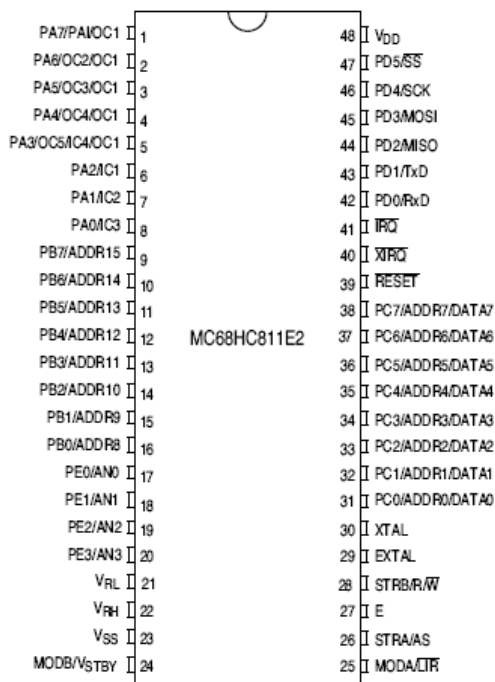 PA7/PAI/OC1 1 48 VDD
PA6/OC2/OC1 2 47 PD5/SS
PA5/OC3/OC1 3 46 PD4/SCK
PA4/OC4/OC1 4 45 PD3/MOSI
PA3/OC5/IC4/OC1 5 44 PD2/MISO
PA2/IC1 6 43 PD1/TxD
PA1/IC2 7 42 PD0/RxD
PA0/IC3 8 41 IRQ
PB7/ADDR15 9 40 XIRQ
PB6/ADDR14 10 39 RESET
PB5/ADDR13 11 38 PC7/ADDR7/DATA7
PB4/ADDR12 12 MC68HC811E2 37 PC6/ADDR6/DATA6
PB3/ADDR11 13 36 PC5/ADDR5/DATA5
PB2/ADDR10 14 35 PC4/ADDR4/DATA4
PB1/ADDR9 15 34 PC3/ADDR3/DATA3
PB0/ADDR8 16 33 PC2/ADDR2/DATA2
PE0/AN0 17 32 PC1/ADDR1/DATA1
PE1/AN1 18 31 PC0/ADDR0/DATA0
PE2/AN2 19 30 XTAL
PE3/AN3 20 29 EXTAL
VRL 21 28 STRB/R/W
VRH 22 27 E
VSS 23 26 STRA/AS
MODB/VSTBY 24 25 MODA/LIR